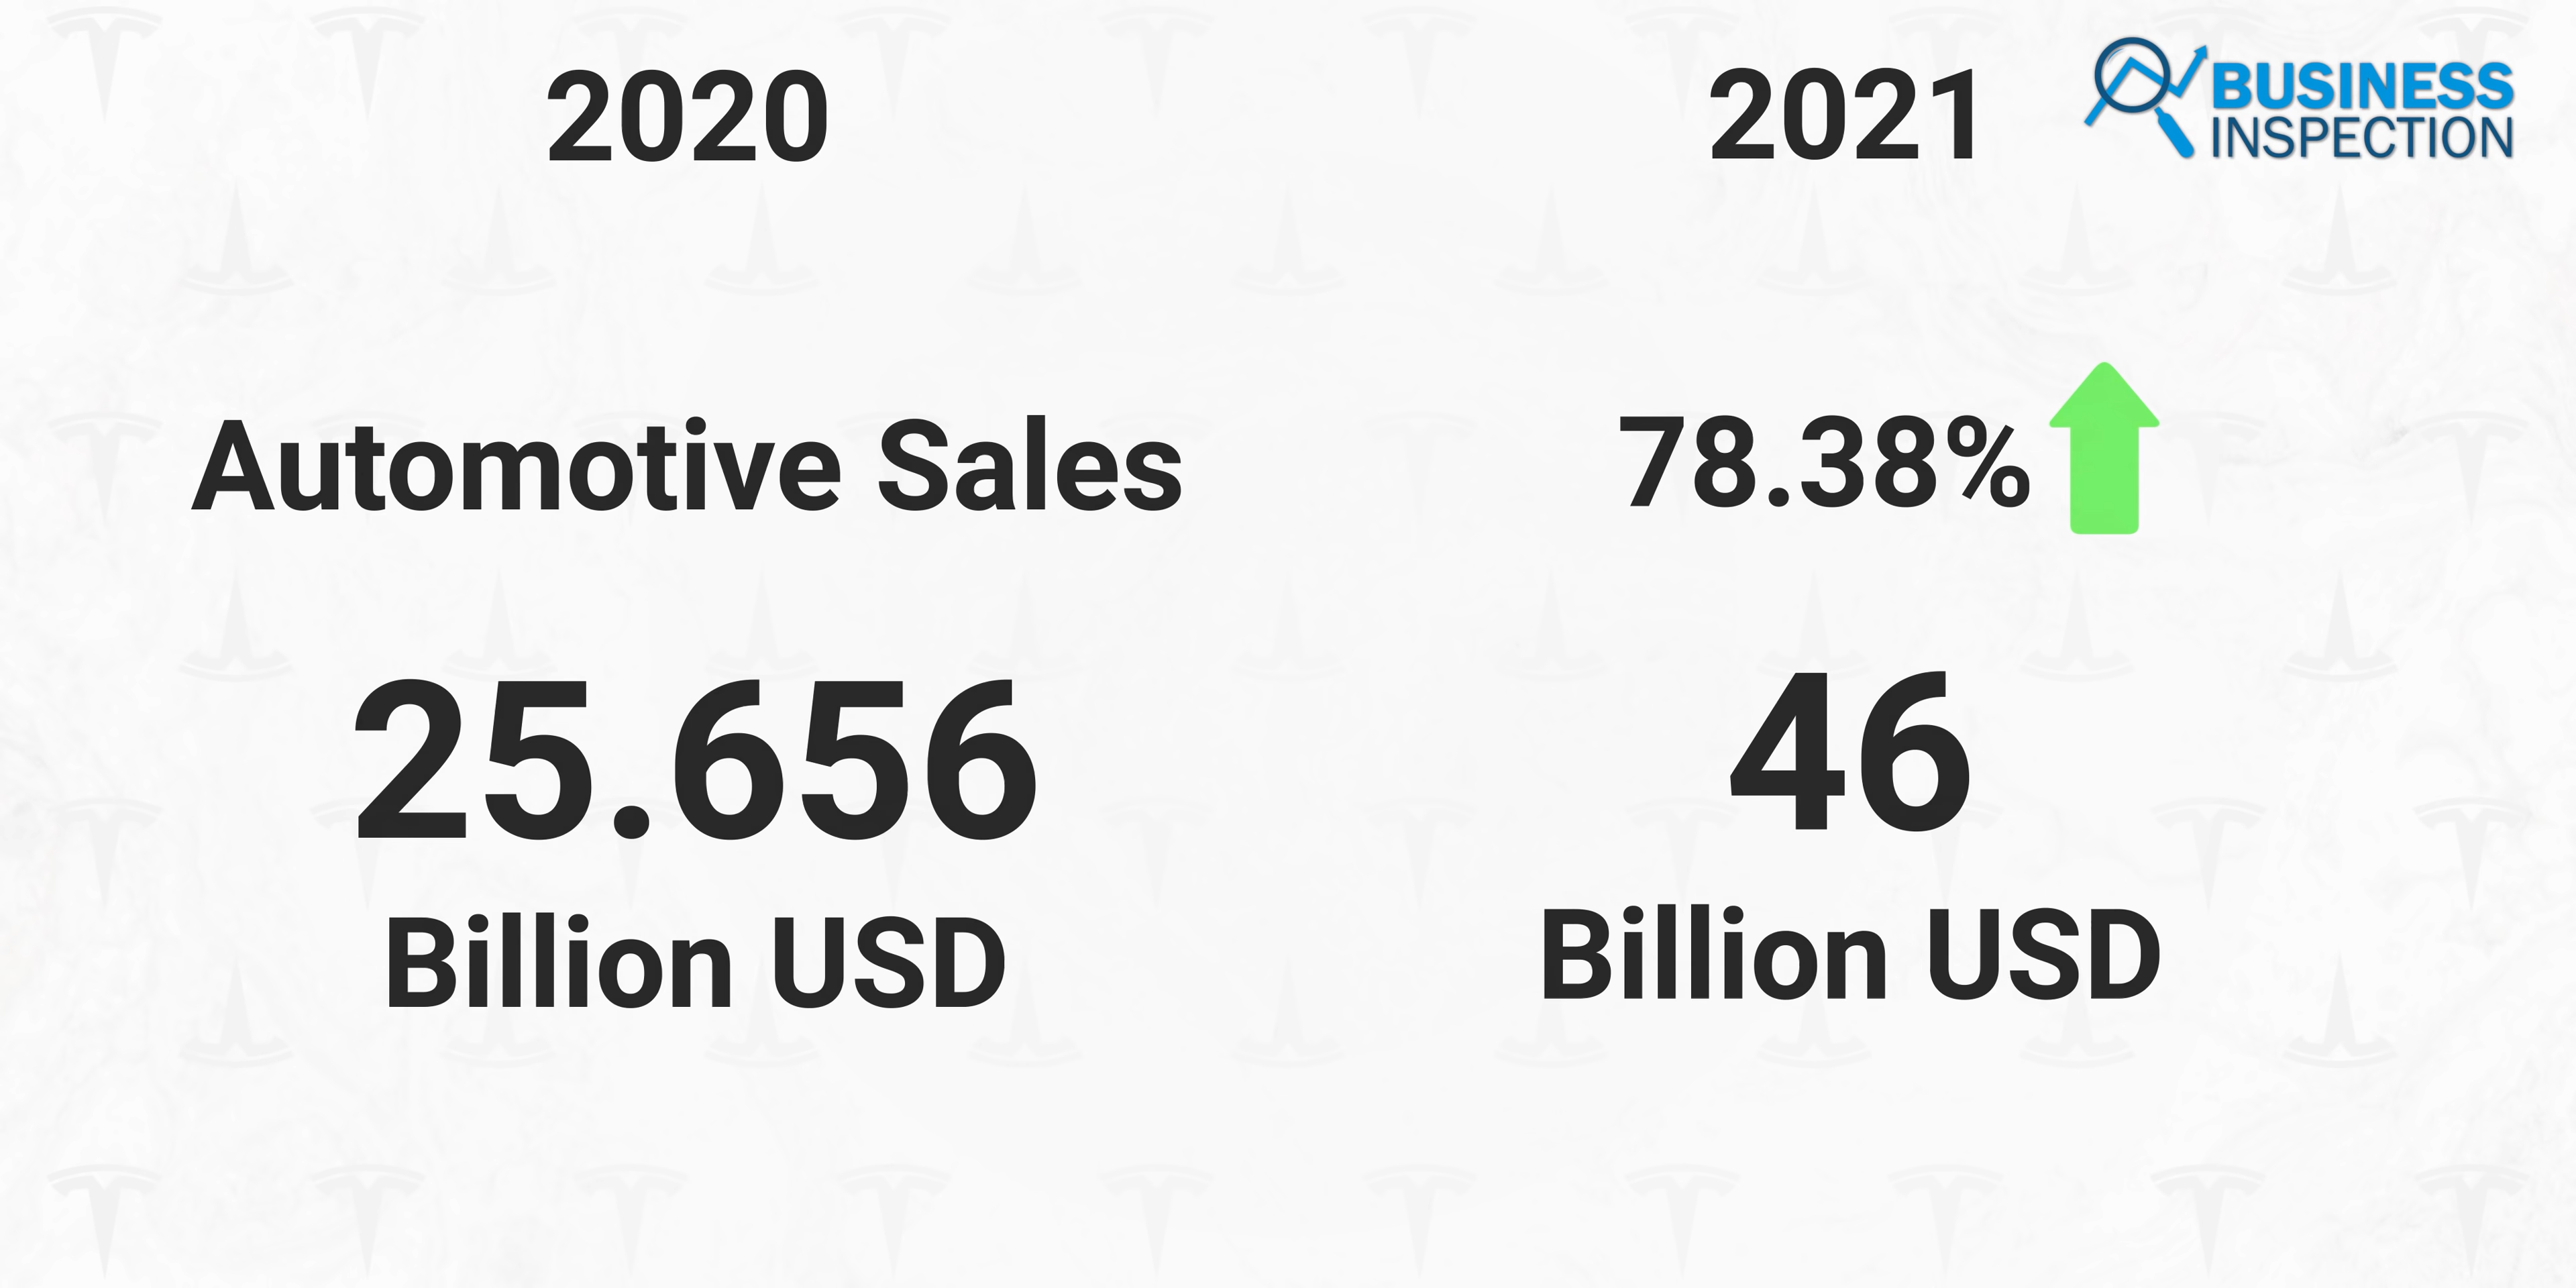 2020
2021
BUSINESS
INSPECTION
Automotive Sales
78.38%
25.656
46
Billion USD
Billion USD